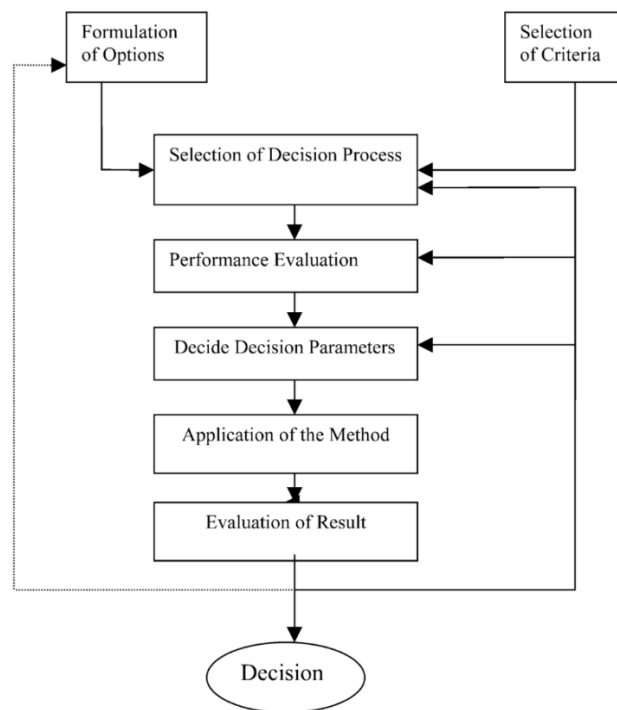 Formulation
of Options
Selection
of Criteria
Selection of Decision Process
Performance Evaluation
Decide Decision Parameters
Application of the Method
Evaluation of Result
Decision